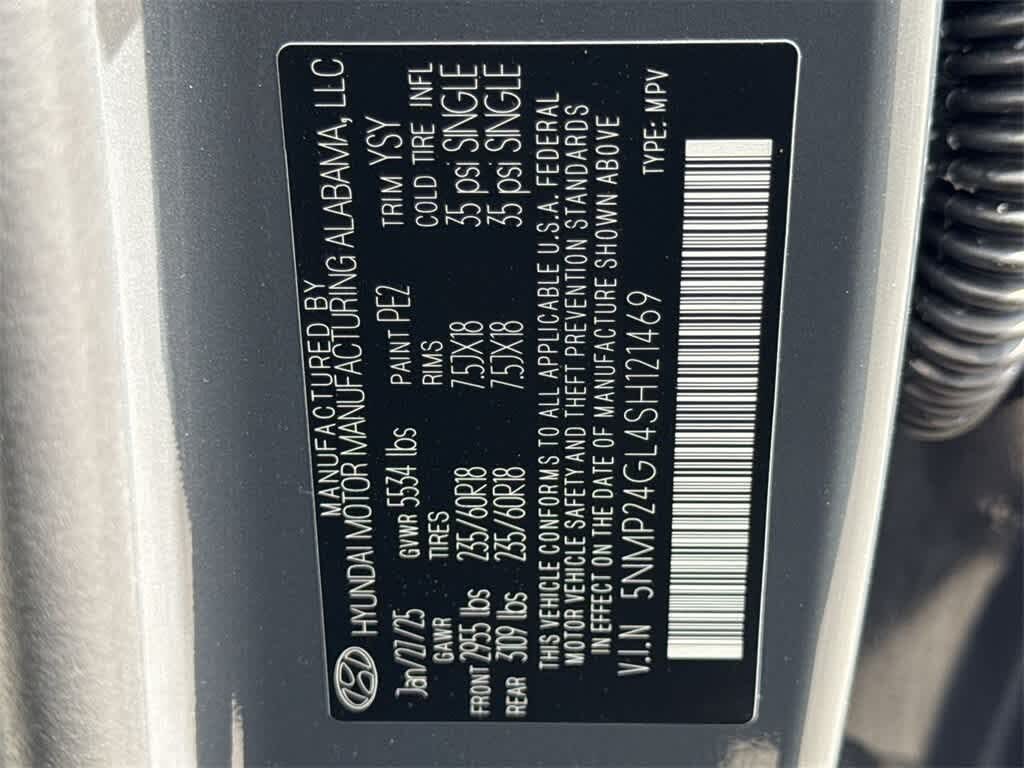 MANUFACTURED BY
HYUNDAI MOTOR MANUFACTURING ALABAMA, LLC
Jan/27/25 GVWR 5534 lbs PAINT PE2 TRIM YSY
GAWR TIRES RIMS COLD TIRE INFL
FRONT 2955 lbs 235/60R18 7.5JX18 35 psi SINGLE
REAR 3109 lbs 235/60R18 7.5JX18 35 psi SINGLE
THIS VEHICLE CONFORMS TO ALL APPLICABLE U.S.A. FEDERAL
MOTOR VEHICLE SAFETY AND THEFT PREVENTION STANDARDS
IN EFFECT ON THE DATE OF MANUFACTURE SHOWN ABOVE
V.I.N 5NMP24GL4SH121469 TYPE: MPV